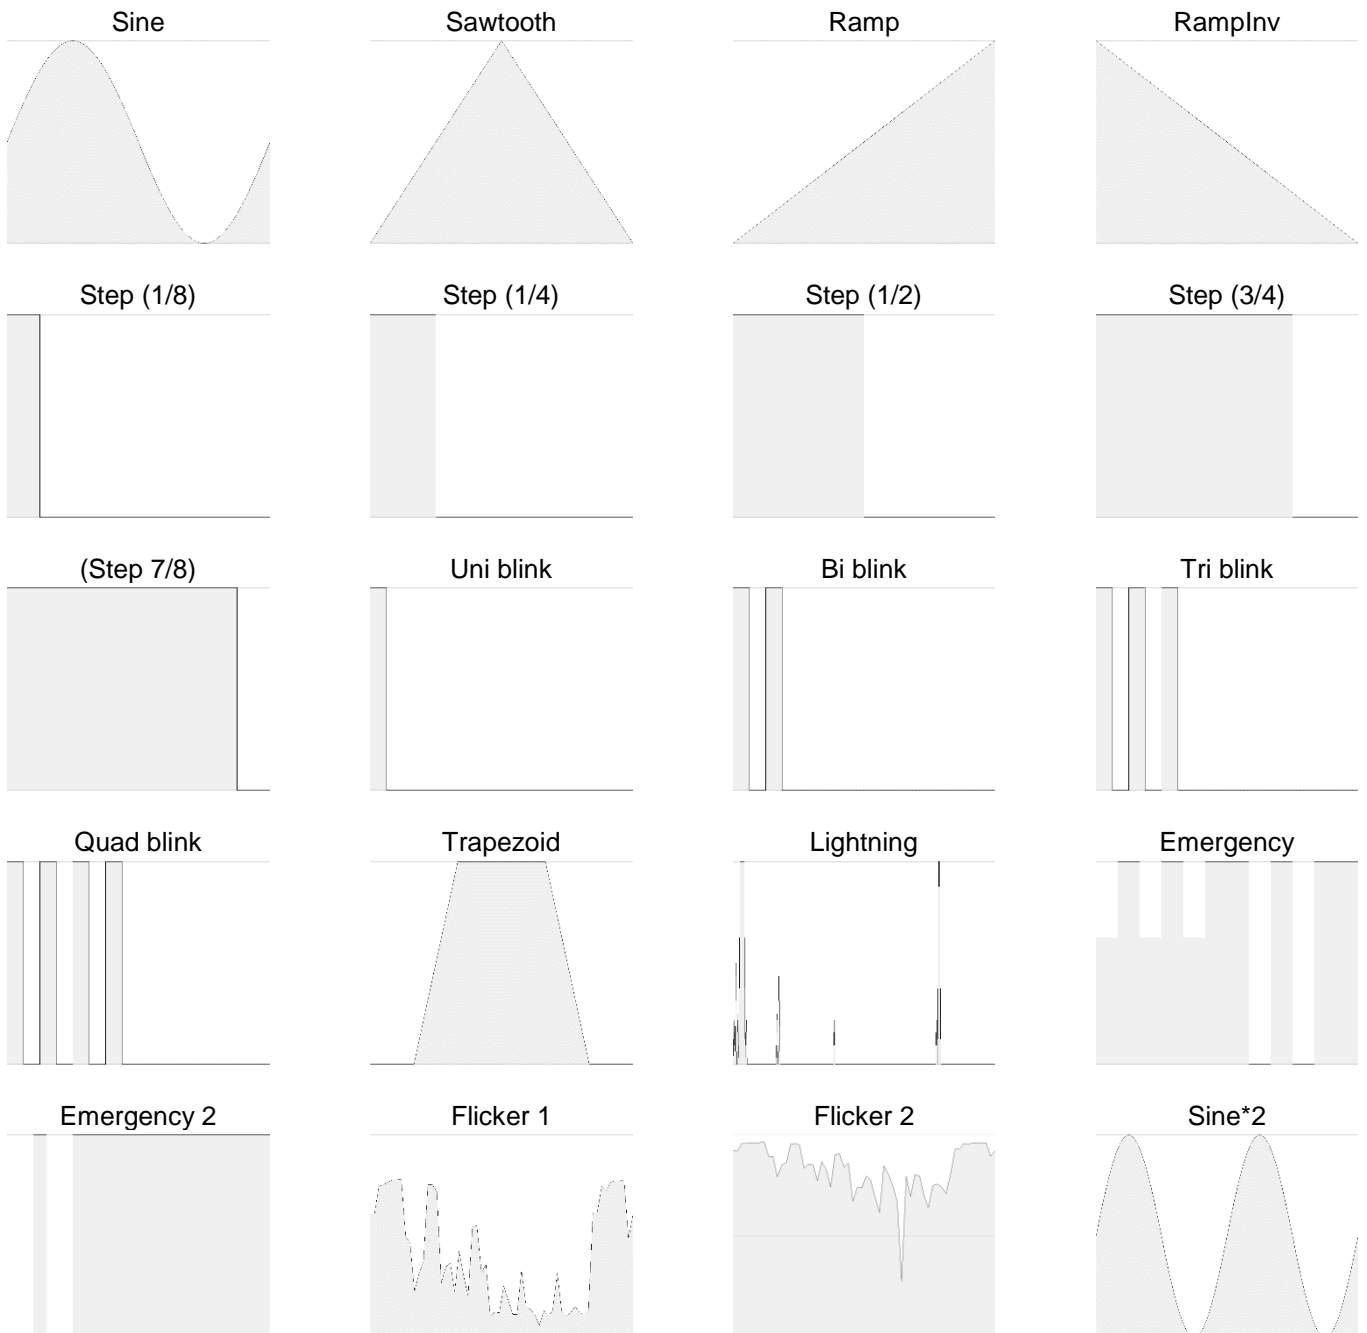 Sine
Sawtooth
Ramp
RampInv
Step (1/8)
Step (1/4)
Step (1/2)
Step (3/4)
(Step 7/8)
Uni blink
Bi blink
Tri blink
Quad blink
Trapezoid
Lightning
Emergency
Emergency 2
Flicker 1
Flicker 2
Sine*2